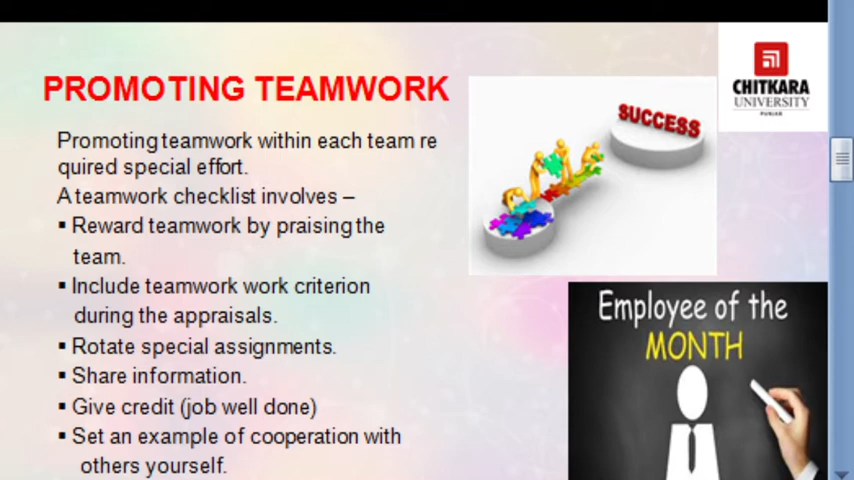 PROMOTING TEAMWORK
Promoting teamwork within each team re
quired special effort.
A teamwork checklist involves –
▪ Reward teamwork by praising the
team.
▪ Include teamwork work criterion
during the appraisals.
▪ Rotate special assignments.
▪ Share information.
▪ Give credit (job well done)
▪ Set an example of cooperation with
others yourself.
SUCCESS
CHITKARA
UNIVERSITY
PUNJAB
Employee of the
MONTH